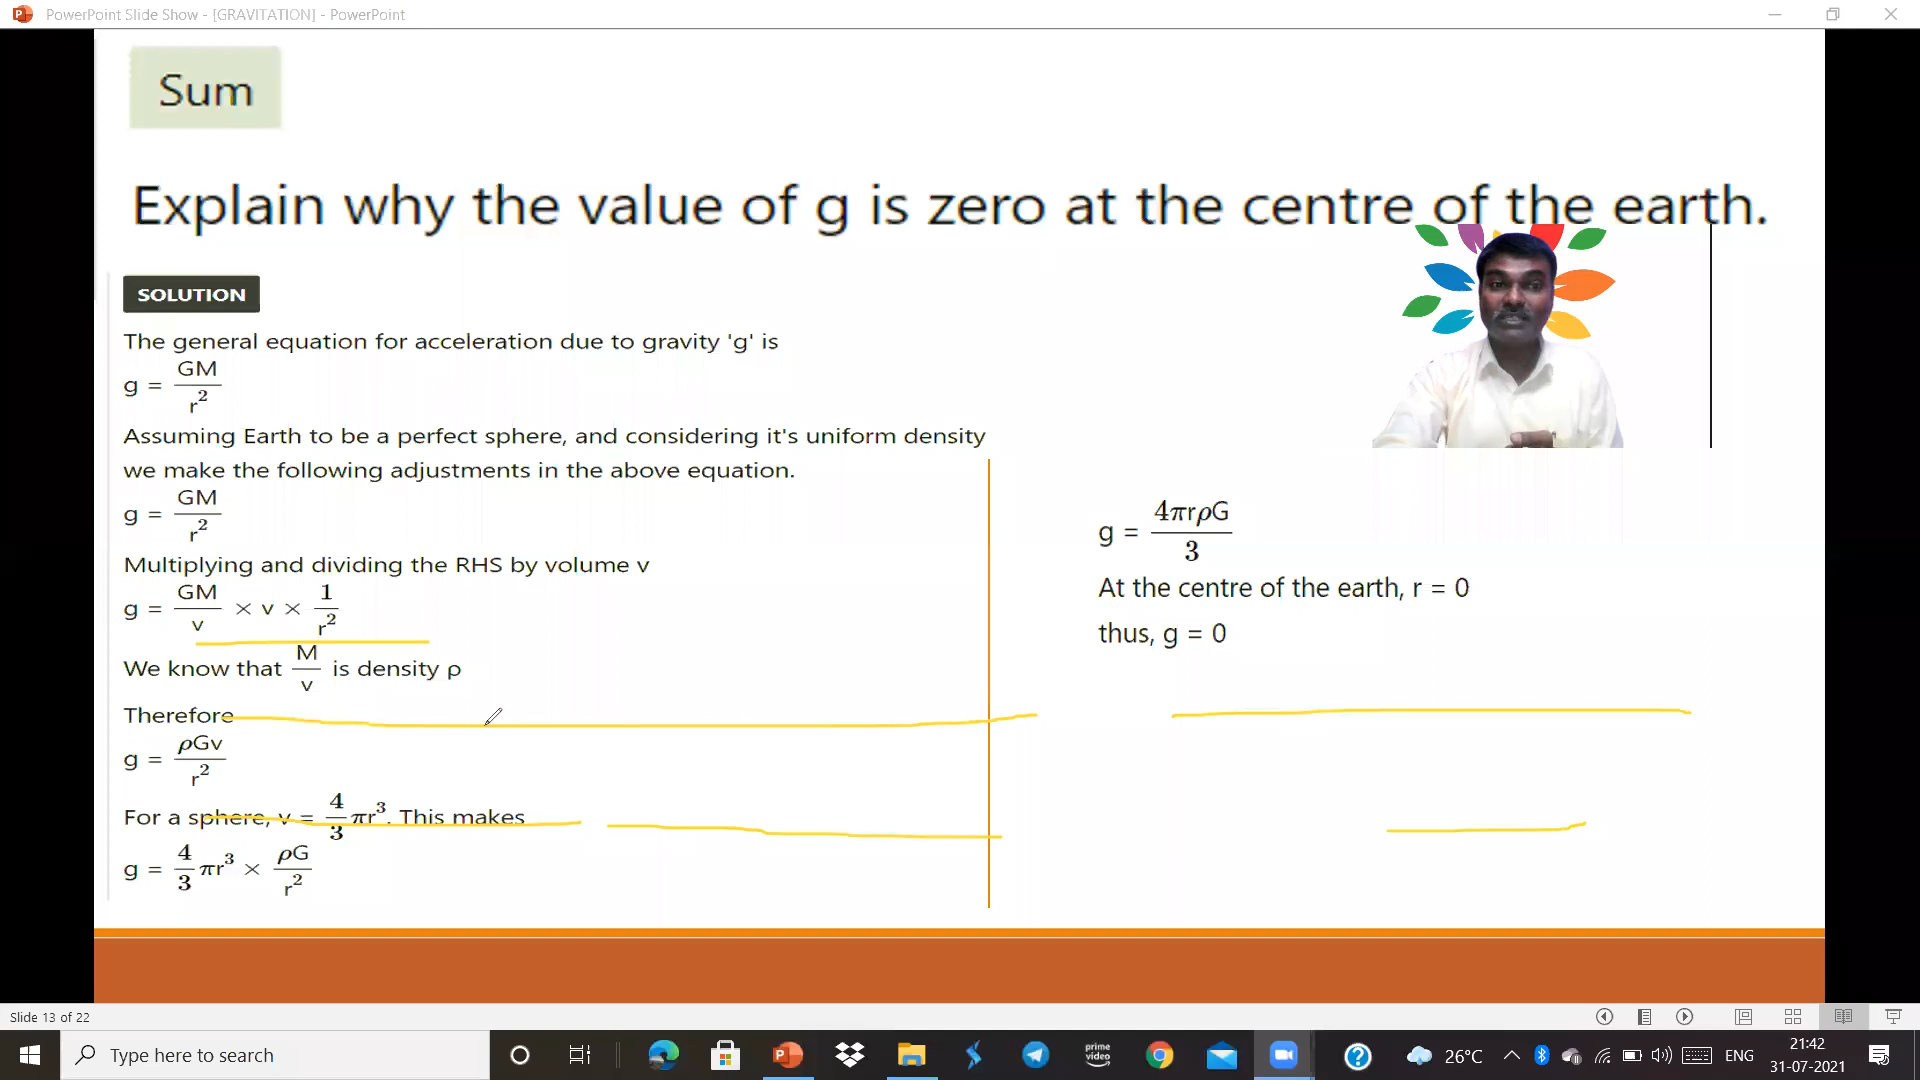 PowerPoint Slide Show - [GRAVITATION] - PowerPoint
Sum
Explain why the value of g is zero at the centre of the earth.
SOLUTION
The general equation for acceleration due to gravity 'g' is
g = GM/r²
Assuming Earth to be a perfect sphere, and considering it's uniform density
we make the following adjustments in the above equation.
g = GM/r²
Multiplying and dividing the RHS by volume v
g = GM/v × v × 1/r²
We know that M/v is density ρ
Therefore
g = ρGv/r²
For a sphere, v = 4/3 πr³. This makes
g = 4/3 πr³ × ρG/r²
g = 4πrρG/3
At the centre of the earth, r = 0
thus, g = 0
Slide 13 of 22
Type here to search
prime video
26°C
ENG
21:42
31-07-2021